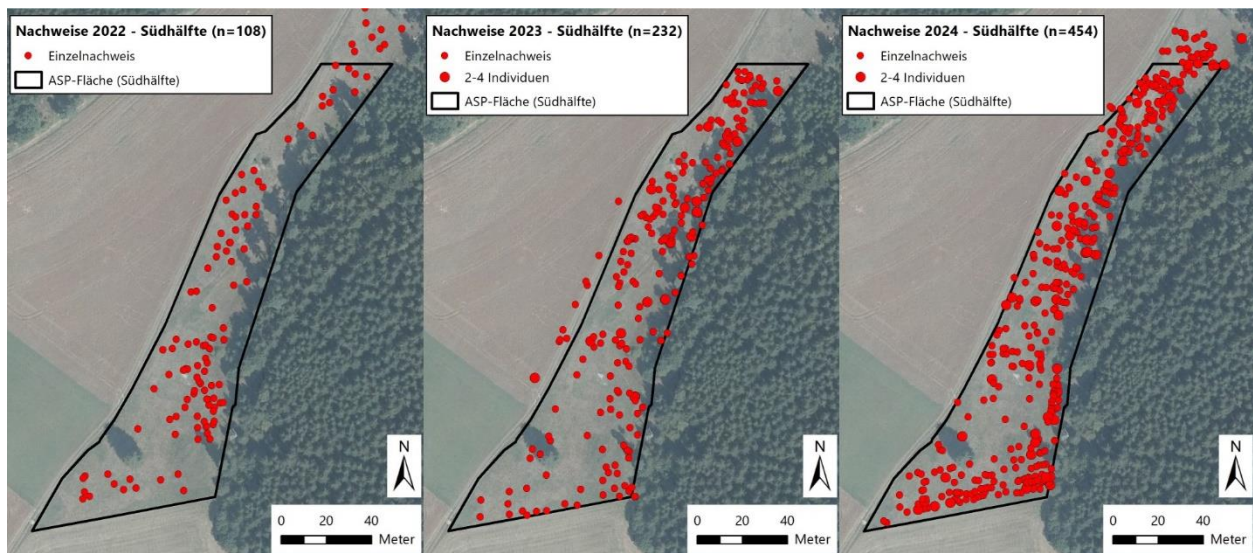 Nachweise 2022 - Südhälfte (n=108)
Einzelnachweis
ASP-Fläche (Südhälfte)
N
0 20 40
Meter
Nachweise 2023 - Südhälfte (n=232)
Einzelnachweis
2-4 Individuen
ASP-Fläche (Südhälfte)
N
0 20 40
Meter
Nachweise 2024 - Südhälfte (n=454)
Einzelnachweis
2-4 Individuen
ASP-Fläche (Südhälfte)
N
0 20 40
Meter